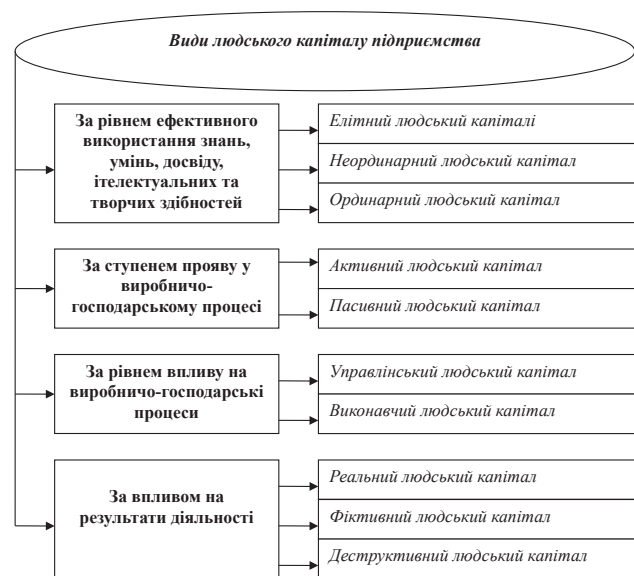 Види людського капіталу підприємства
За рівнем ефективного
використання знань,
умінь, досвіду,
ітелектуальних та
творчих здібностей
Елітний людський капіталі
Неординарний людський капітал
Ординарний людський капітал
За ступенем прояву у
виробничо-
господарському процесі
Активний людський капітал
Пасивний людський капітал
За рівнем впливу на
виробничо-господарські
процеси
Управлінський людський капітал
Виконавчий людський капітал
За впливом на
результати діяльності
Реальний людський капітал
Фіктивний людський капітал
Деструктивний людський капітал